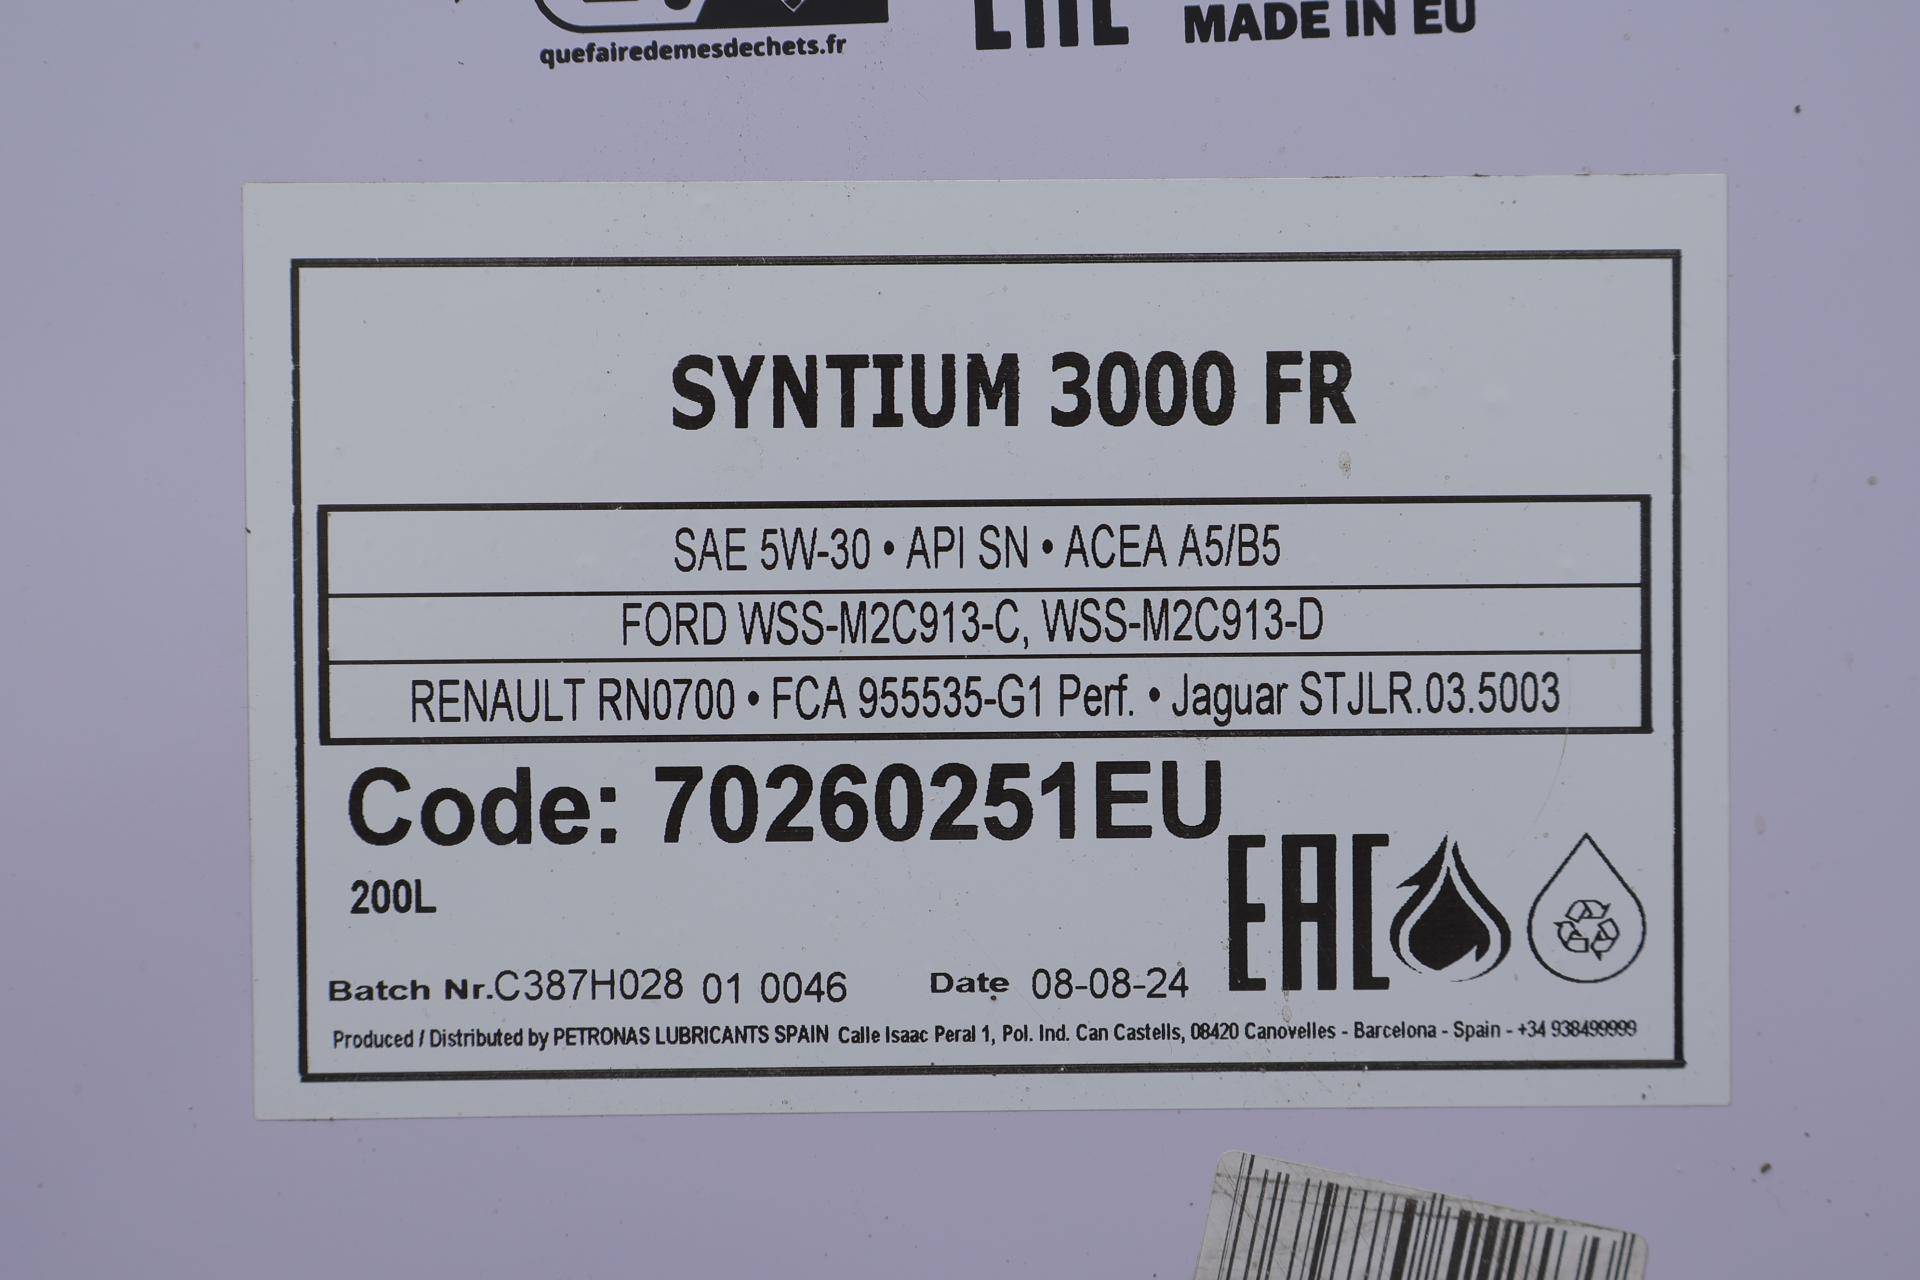 quefairedemesdechets.fr
EAC
MADE IN EU
SYNTIUM 3000 FR
SAE 5W-30 • API SN • ACEA A5/B5
FORD WSS-M2C913-C, WSS-M2C913-D
RENAULT RN0700 • FCA 955535-G1 Perf. • Jaguar STJLR.03.5003
Code: 70260251EU
200L
EAC
Batch Nr.C387H028 01 0046 Date 08-08-24
Produced / Distributed by PETRONAS LUBRICANTS SPAIN Calle Isaac Peral 1, Pol. Ind. Can Castells, 08420 Canovelles - Barcelona - Spain - +34 938499999